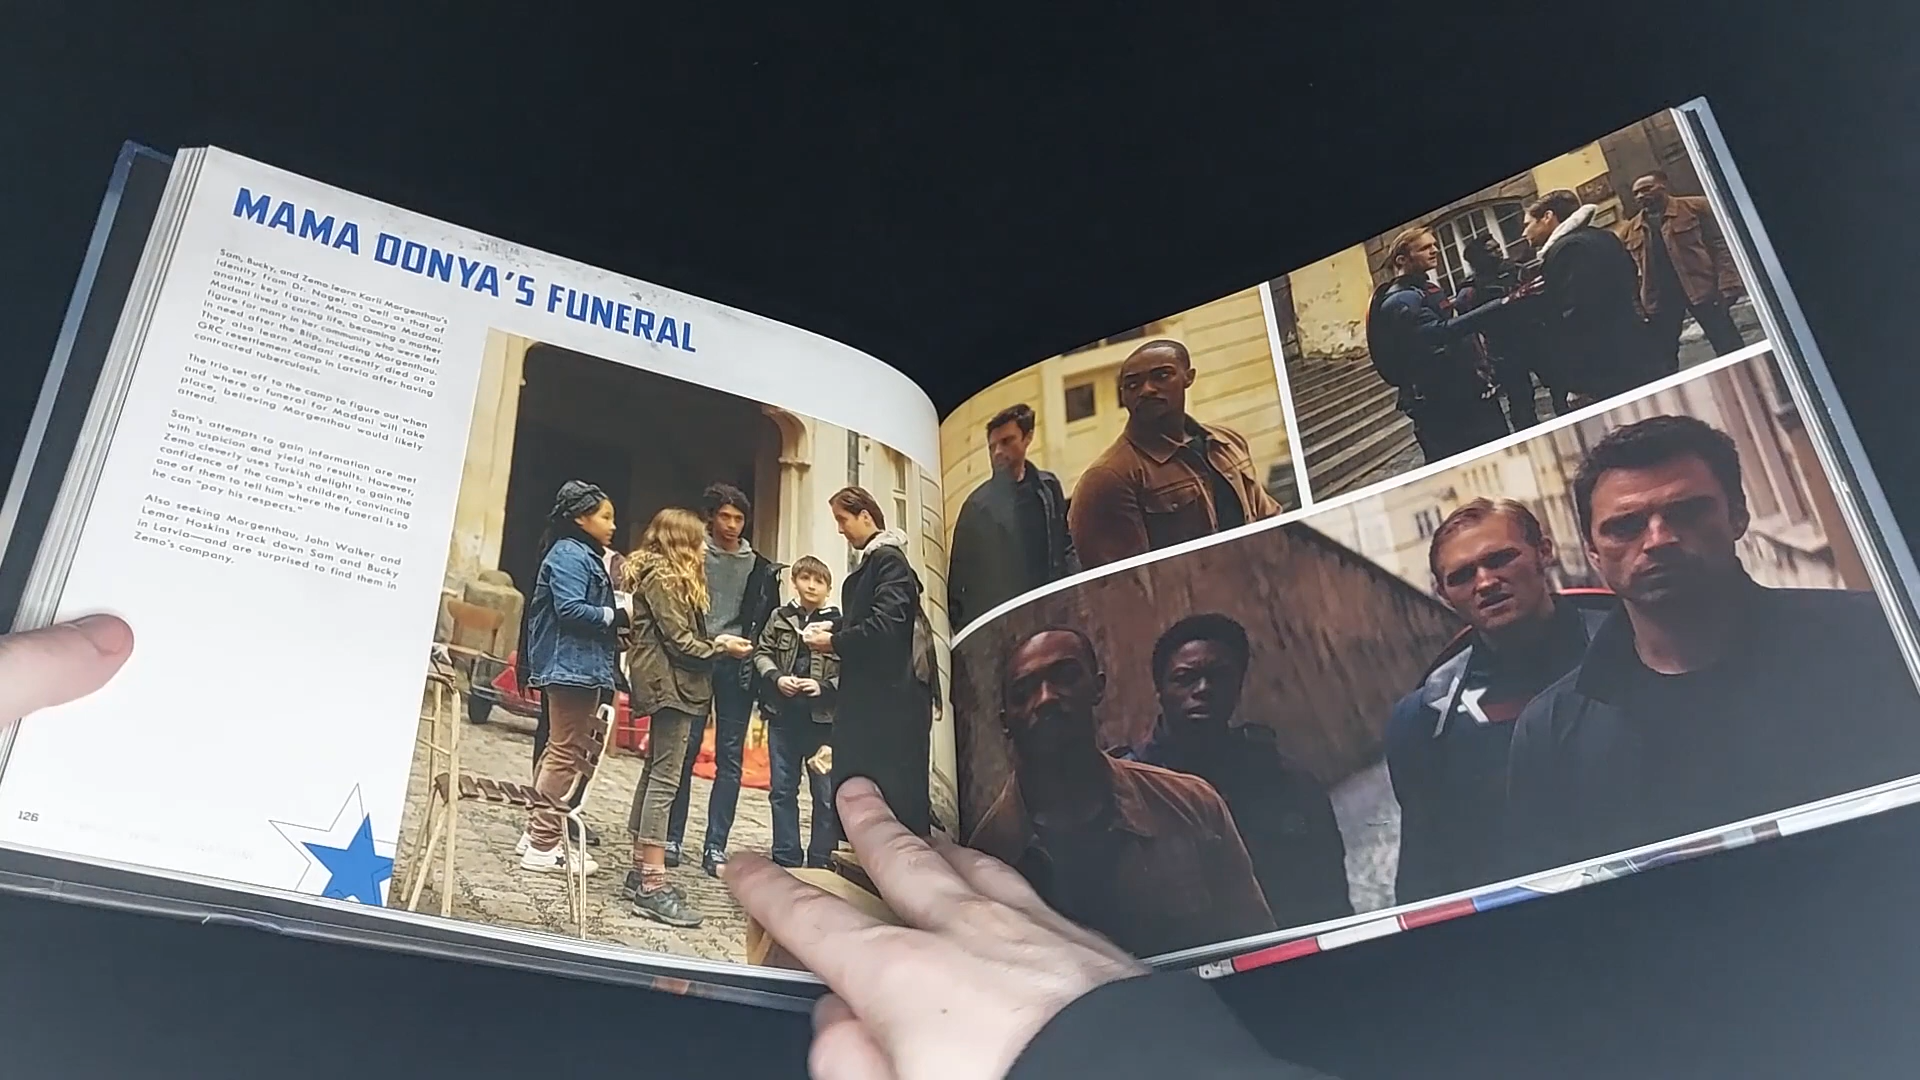 MAMA DONYA'S FUNERAL
Sam, Bucky, and Zemo learn Karli Morgenthau's
identity from Dr. Nagel, as well as that of
another key figure: Mama Donya Madani.
Madani lived a caring life, becoming a mother
figure for many in her community who were left
in need after the Blip, including Morgenthau.
They also learn Madani recently died at a
GRC resettlement camp in Latvia after having
contracted tuberculosis.
The trio set off to the camp to figure out when
and where a funeral for Madani will take
place, believing Morgenthau would likely
attend.
Sam's attempts to gain information are met
with suspicion and yield no results. However,
Zemo cleverly uses Turkish delight to gain the
confidence of the camp's children, convincing
one of them to tell him where the funeral is so
he can "pay his respects."
Also seeking Morgenthau, John Walker and
Lemar Hoskins track down Sam and Bucky
in Latvia—and are surprised to find them in
Zemo's company.
126